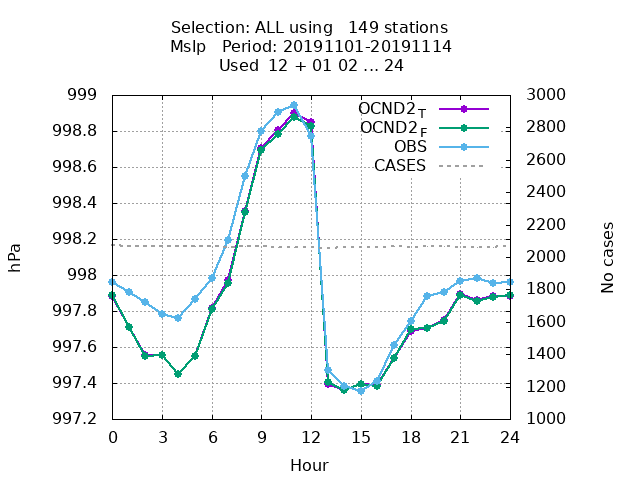 Selection: ALL using   149 stations
Mslp   Period: 20191101-20191114
Used  12 + 01 02 ... 24
999
998.8
998.6
998.4
998.2
998
997.8
997.6
997.4
997.2
hPa
3000
2800
2600
2400
2200
2000
1800
1600
1400
1200
1000
No cases
OCND2T
OCND2F
OBS
CASES
0 3 6 9 12 15 18 21 24
Hour